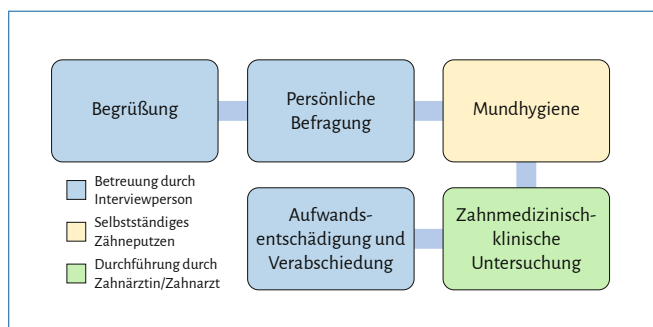 Begrüßung
Persönliche
Befragung
Mundhygiene
Betreuung durch
Interviewperson
Selbstständiges
Zähneputzen
Durchführung durch
Zahnärztin/Zahnarzt
Aufwands-
entschädigung und
Verabschiedung
Zahnmedizinisch-
klinische
Untersuchung